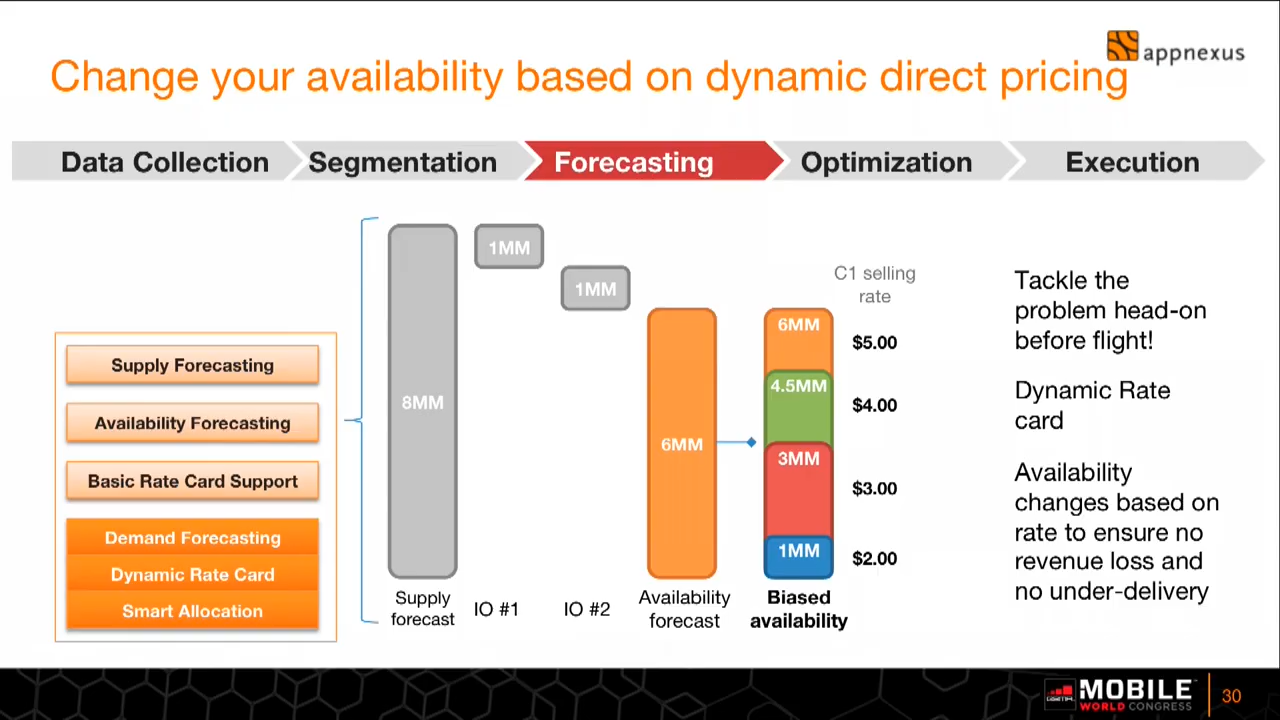 appnexus
Change your availability based on dynamic direct pricing
Data Collection
Segmentation
Forecasting
Optimization
Execution
Supply Forecasting
Availability Forecasting
Basic Rate Card Support
Demand Forecasting
Dynamic Rate Card
Smart Allocation
8MM
1MM
1MM
6MM
6MM
4.5MM
3MM
1MM
C1 selling
rate
$5.00
$4.00
$3.00
$2.00
Supply
forecast
IO #1
IO #2
Availability
forecast
Biased
availability
Tackle the
problem head-on
before flight!
Dynamic Rate
card
Availability
changes based on
rate to ensure no
revenue loss and
no under-delivery
MOBILE
WORLD CONGRESS
30